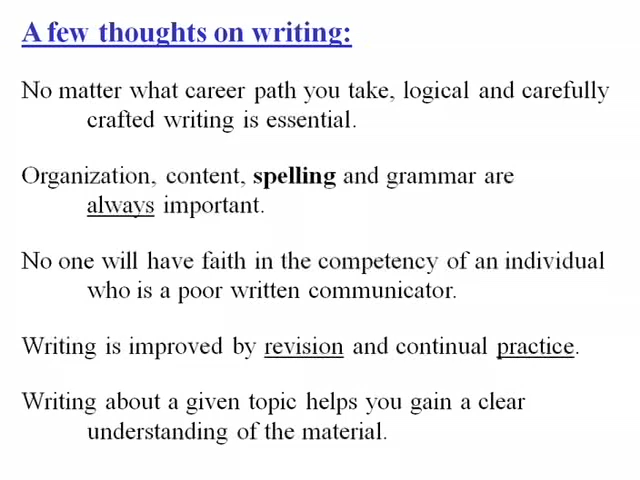 A few thoughts on writing:
No matter what career path you take, logical and carefully
crafted writing is essential.
Organization, content, spelling and grammar are
always important.
No one will have faith in the competency of an individual
who is a poor written communicator.
Writing is improved by revision and continual practice.
Writing about a given topic helps you gain a clear
understanding of the material.